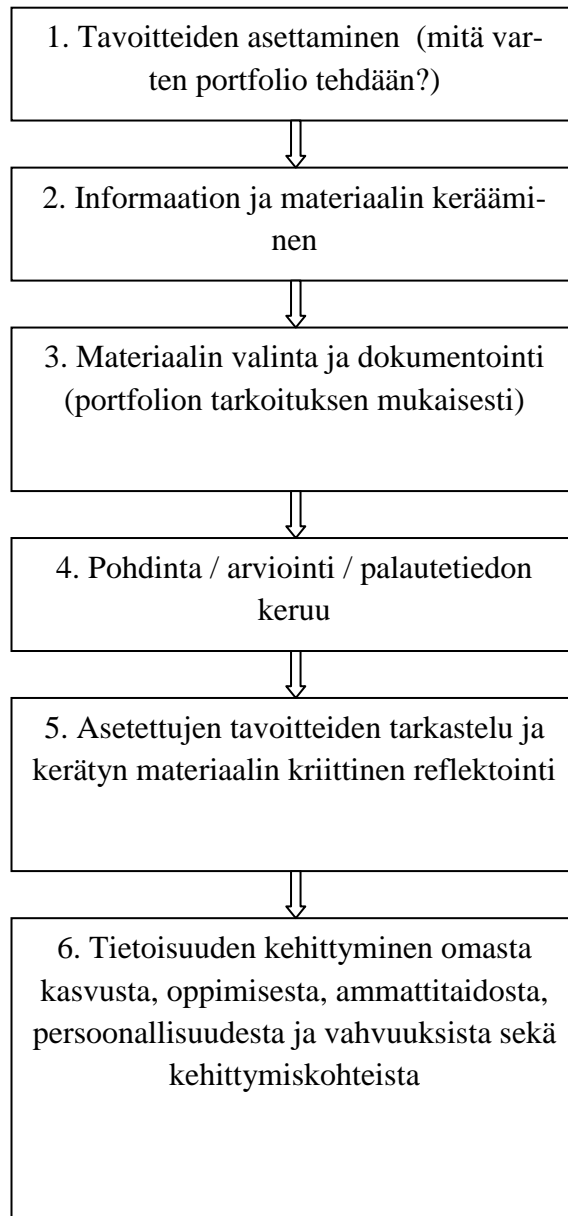 1. Tavoitteiden asettaminen  (mitä var-
ten portfolio tehdään?)
2. Informaation ja materiaalin keräämi-
nen
3. Materiaalin valinta ja dokumentointi
(portfolion tarkoituksen mukaisesti)
4. Pohdinta / arviointi / palautetiedon
keruu
5. Asetettujen tavoitteiden tarkastelu ja
kerätyn materiaalin kriittinen reflektointi
6. Tietoisuuden kehittyminen omasta
kasvusta, oppimisesta, ammattitaidosta,
persoonallisuudesta ja vahvuuksista sekä
kehittymiskohteista